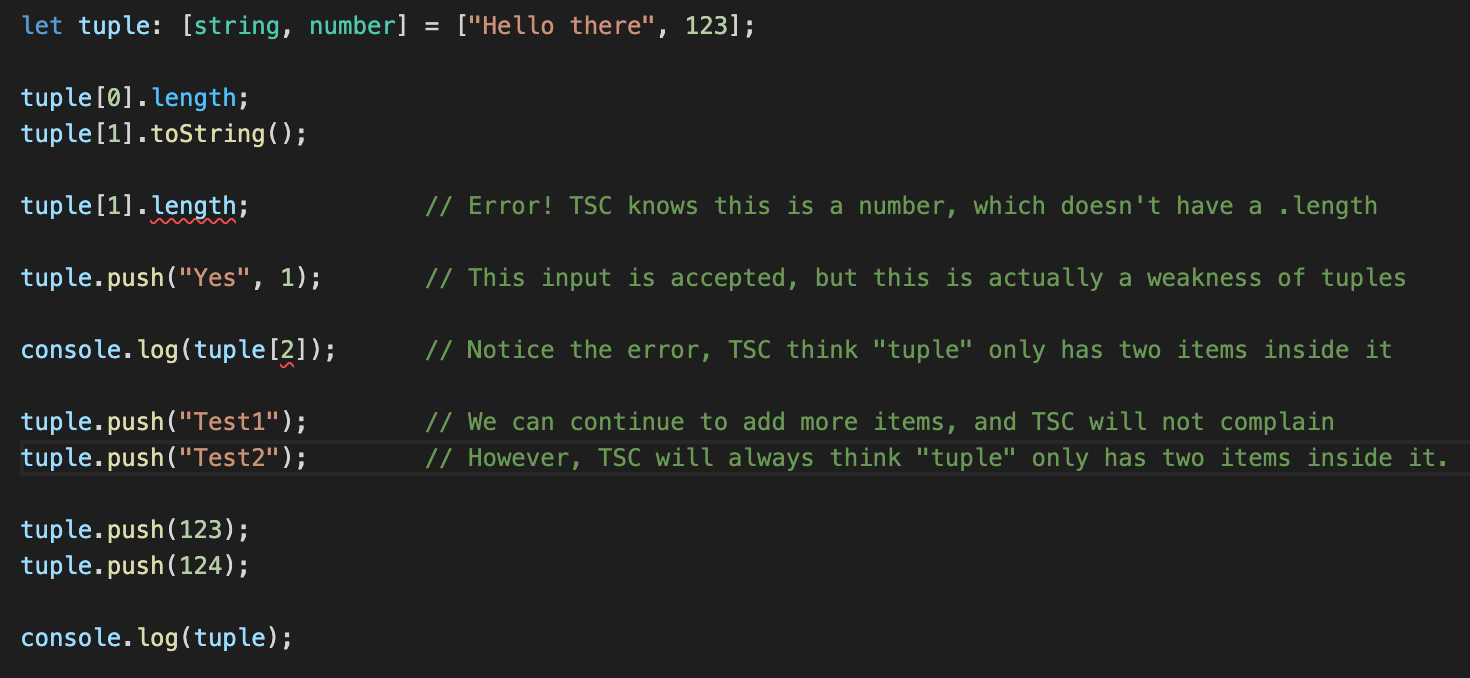 let tuple: [string, number] = ["Hello there", 123];
tuple[0].length;
tuple[1].toString();
tuple[1].length;            // Error! TSC knows this is a number, which doesn't have a .length
tuple.push("Yes", 1);       // This input is accepted, but this is actually a weakness of tuples
console.log(tuple[2]);      // Notice the error, TSC think "tuple" only has two items inside it
tuple.push("Test1");        // We can continue to add more items, and TSC will not complain
tuple.push("Test2");        // However, TSC will always think "tuple" only has two items inside it.
tuple.push(123);
tuple.push(124);
console.log(tuple);